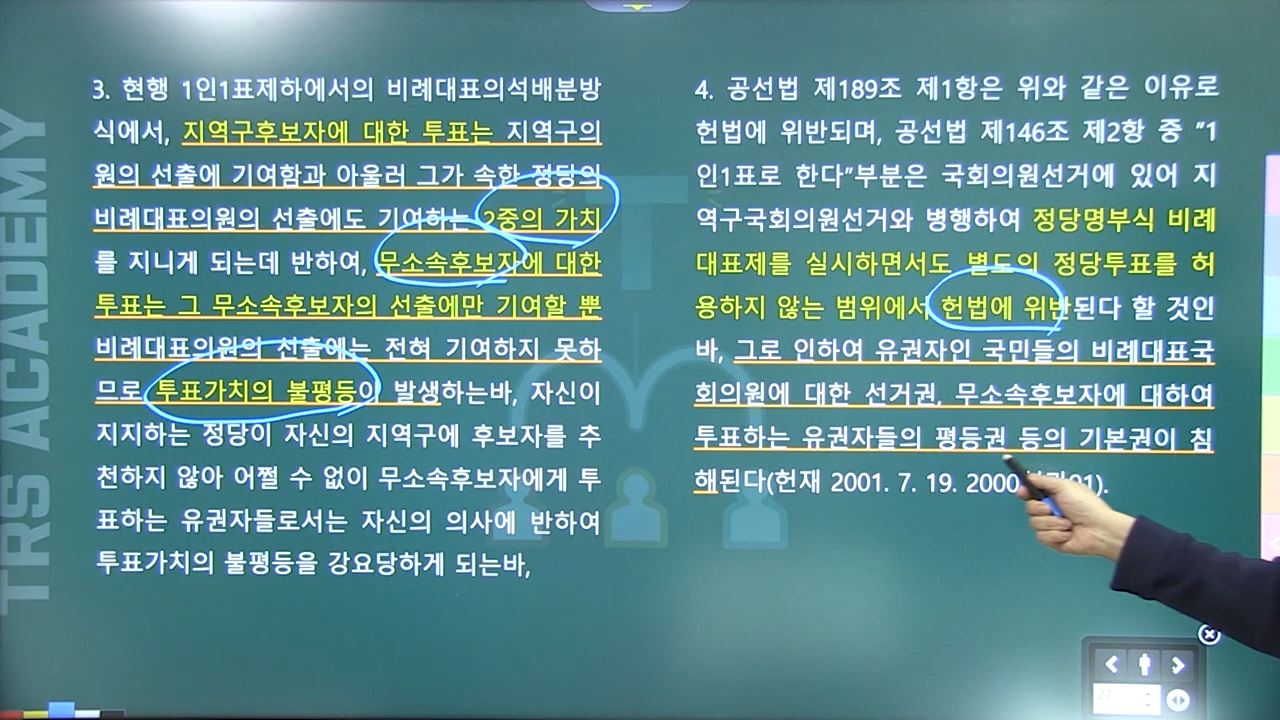 3. 현행 1인1표제하에서의 비례대표의석배분방
식에서, 지역구후보자에 대한 투표는 지역구의
원의 선출에 기여함과 아울러 그가 속한 정당의
비례대표의원의 선출에도 기여하는 2중의 가치
를 지니게 되는데 반하여, 무소속후보자에 대한
투표는 그 무소속후보자의 선출에만 기여할 뿐
비례대표의원의 선출에는 전혀 기여하지 못하
므로 투표가치의 불평등이 발생하는바, 자신이
지지하는 정당이 자신의 지역구에 후보자를 추
천하지 않아 어쩔 수 없이 무소속후보자에게 투
표하는 유권자들로서는 자신의 의사에 반하여
투표가치의 불평등을 강요당하게 되는바,
4. 공선법 제189조 제1항은 위와 같은 이유로
헌법에 위반되며, 공선법 제146조 제2항 중 “1
인1표로 한다”부분은 국회의원선거에 있어 지
역구국회의원선거와 병행하여 정당명부식 비례
대표제를 실시하면서도 별도의 정당투표를 허
용하지 않는 범위에서 헌법에 위반된다 할 것인
바, 그로 인하여 유권자인 국민들의 비례대표국
회의원에 대한 선거권, 무소속후보자에 대하여
투표하는 유권자들의 평등권 등의 기본권이 침
해된다(헌재 2001. 7. 19. 2000
TRS ACADEMY
27